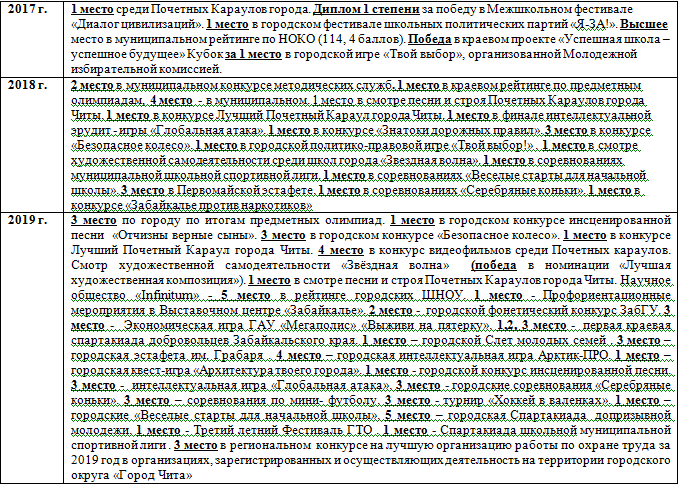 2017 г.
1 место среди Почетных Караулов города. Диплом 1 степени за победу в Межшкольном фестивале
«Диалог цивилизаций». 1 место в городском фестивале школьных политических партий «Я-ЗА!». Высшее
место в муниципальном рейтинге по НОКО (114, 4 баллов). Победа в краевом проекте «Успешная школа –
успешное будущее» Кубок за 1 место в городской игре «Твой выбор», организованной Молодежной
избирательной комиссией.
2018 г.
2 место в муниципальном конкурсе методических служб. 1 место в краевом рейтинге по предметным
олимпиадам, 4 место - в муниципальном. 1 место в смотре песни и строя Почетных Караулов города
Читы. 1 место в конкурсе Лучший Почетный Караул города Читы. 1 место в финале интеллектуальной
эрудит - игры «Глобальная атака». 1 место в конкурсе «Знатоки дорожных правил». 3 место в конкурсе
«Безопасное колесо». 1 место в городской политико-правовой игре «Твой выбор!» . 1 место в смотре
художественной самодеятельности среди школ города «Звездная волна». 1 место в соревнованиях
муниципальной школьной спортивной лиги. 1 место в соревнованиях «Веселые старты для начальной
школы». 3 место в Первомайской эстафете. 1 место в соревнованиях «Серебряные коньки». 1 место в
конкурсе «Забайкалье против наркотиков»
2019 г.
3 место по городу по итогам предметных олимпиад. 1 место в городском конкурсе инсценированной
песни «Отчизны верные сыны». 3 место в городском конкурсе «Безопасное колесо». 1 место в конкурсе
Лучший Почетный Караул города Читы. 4 место в конкурс видеофильмов среди Почетных караулов.
Смотр художественной самодеятельности «Звёздная волна» (победа в номинации «Лучшая
художественная композиция»). 1 место в смотре песни и строя Почетных Караулов города Читы. Научное
общество «Infinitum» - 5 место в рейтинге городских ШНОУ. 1 место - Профориентационные
мероприятия в Выставочном центре «Забайкалье». 2 место - городской фонетический конкурс ЗабГУ. 3
место - Экономическая игра ГАУ «Мегаполис» «Выживи на пятерку». 1,2, 3 место - первая краевая
спартакиада добровольцев Забайкальского края. 1 место – городской Слет молодых семей . 3 место –
городская эстафета им. Грабаря . 4 место – городская интеллектуальная игра Арктик-ПРО. 1 место –
городская квест-игра «Архитектура твоего города». 1 место - городской конкурс инсценированной песни.
3 место - интеллектуальная игра «Глобальная атака». 3 место - городские соревнования «Серебряные
коньки». 3 место – соревнования по мини- футболу. 3 место - турнир «Хоккей в валенках». 1 место –
городские «Веселые старты для начальной школы». 5 место – городская Спартакиада допризывной
молодежи. 1 место - Третий летний Фестиваль ГТО . 1 место - Спартакиада школьной муниципальной
спортивной лиги . 3 место в региональном конкурсе на лучшую организацию работы по охране труда за
2019 год в организациях, зарегистрированных и осуществляющих деятельность на территории городского
округа «Город Чита»